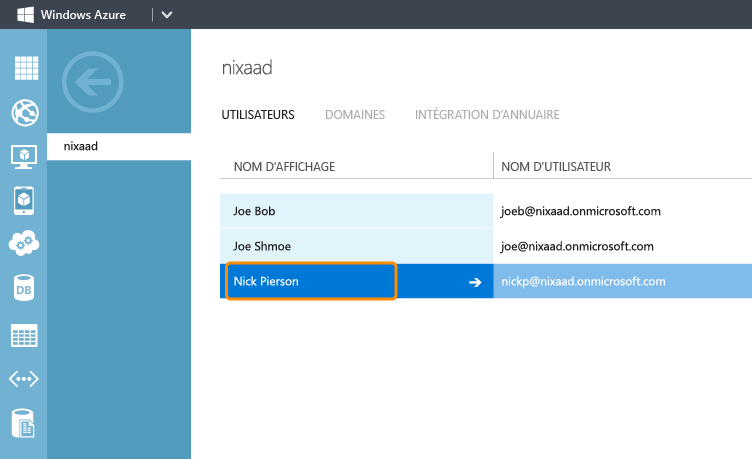 Windows Azure
nixaad
nixaad
UTILISATEURS DOMAINES INTÉGRATION D'ANNUAIRE
NOM D'AFFICHAGE NOM D'UTILISATEUR
Joe Bob joeb@nixaad.onmicrosoft.com
Joe Shmoe joe@nixaad.onmicrosoft.com
Nick Pierson nickp@nixaad.onmicrosoft.com
DB